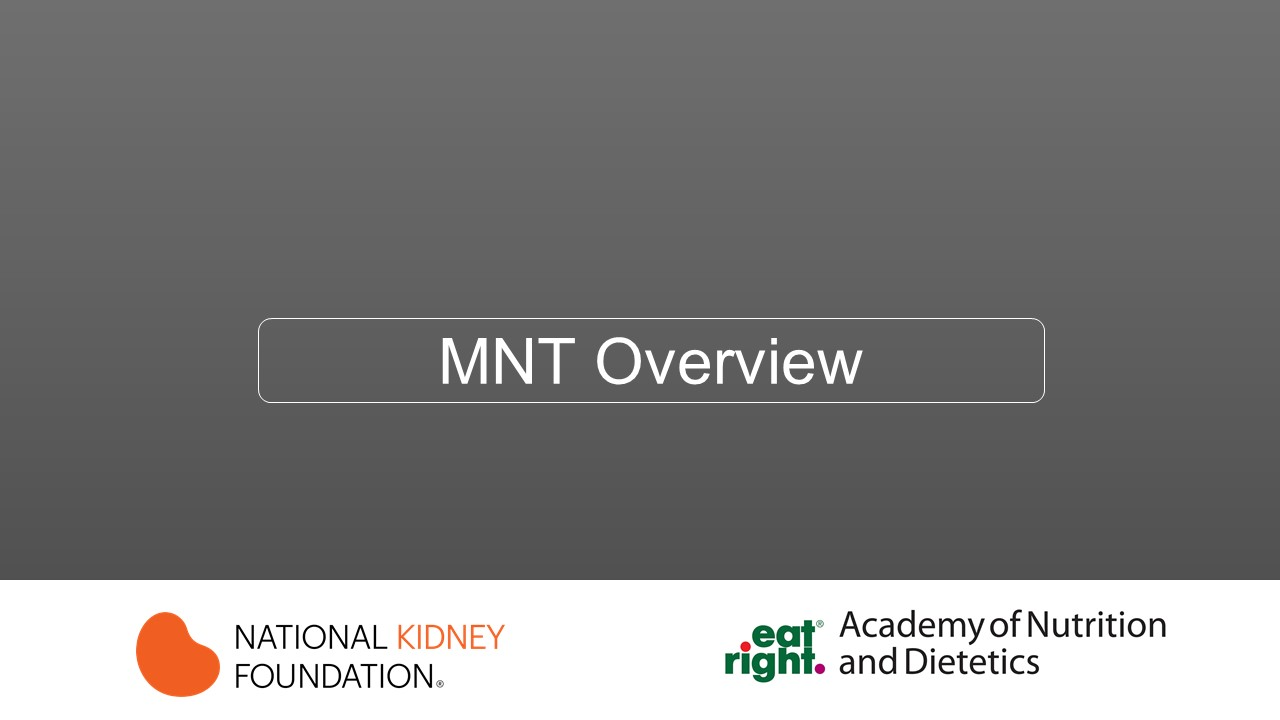 MNT Overview
NATIONAL KIDNEY
FOUNDATION®
eat®
right.
Academy of Nutrition
and Dietetics